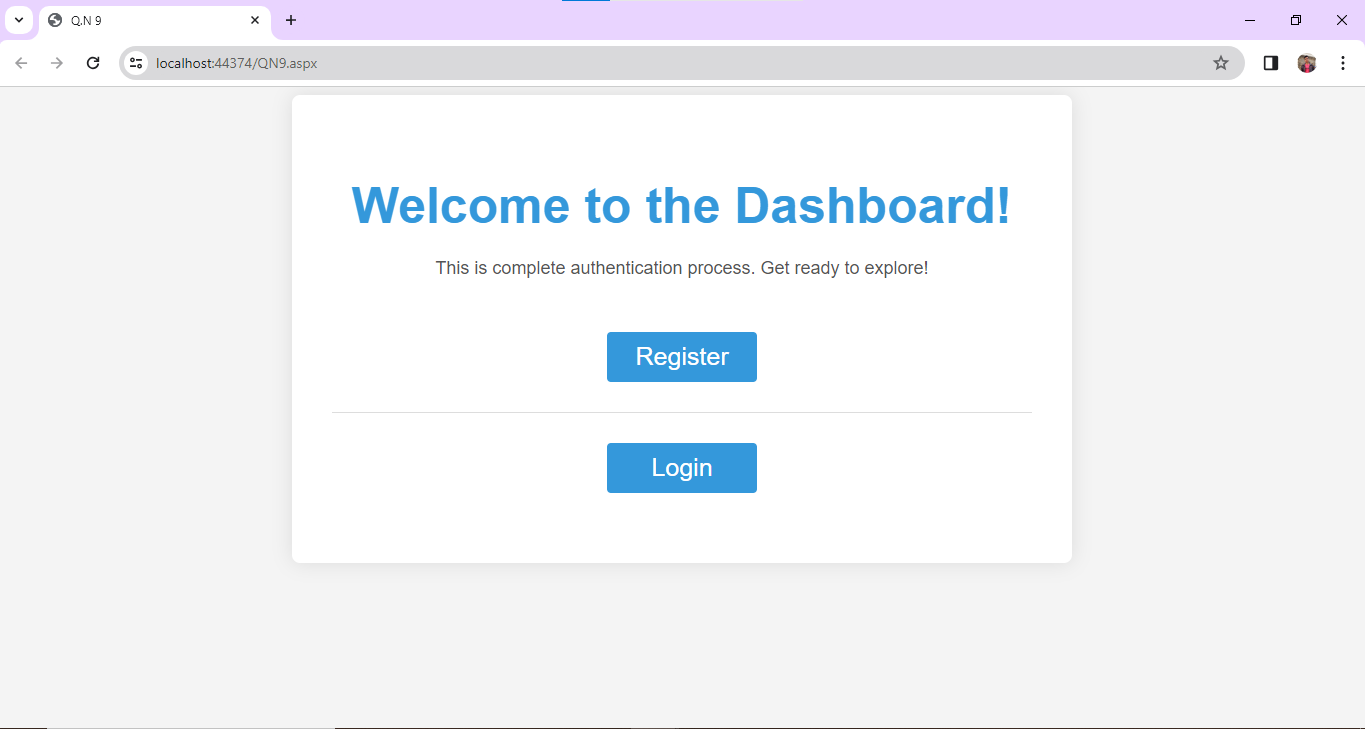 Q.N 9
localhost:44374/QN9.aspx
Welcome to the Dashboard!
This is complete authentication process. Get ready to explore!
Register
Login